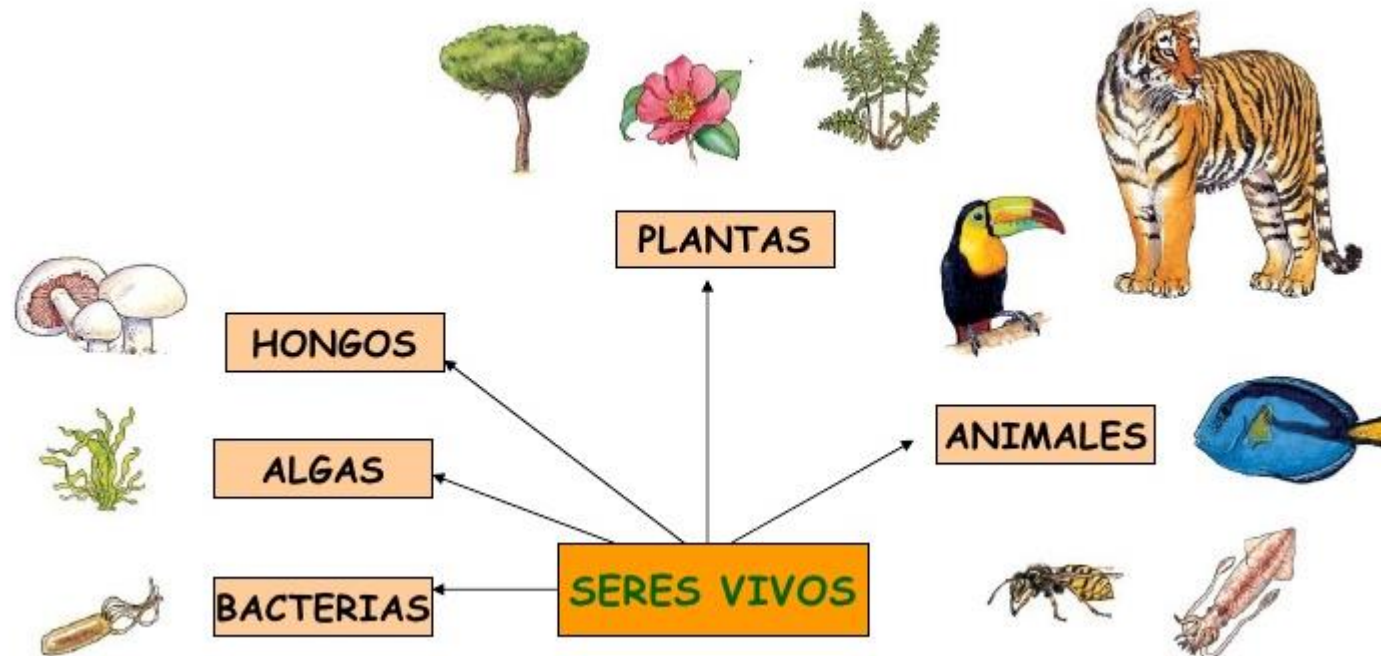 PLANTAS
HONGOS
ANIMALES
ALGAS
SERES VIVOS
BACTERIAS